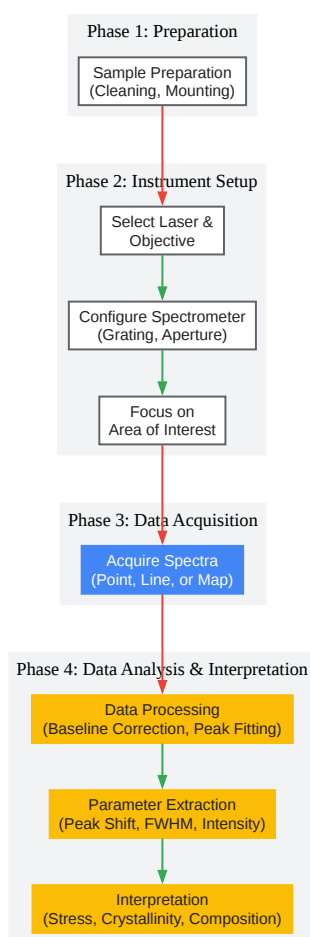 Phase 1: Preparation
Sample Preparation
(Cleaning, Mounting)
Phase 2: Instrument Setup
Select Laser &
Objective
Configure Spectrometer
(Grating, Aperture)
Focus on
Area of Interest
Phase 3: Data Acquisition
Acquire Spectra
(Point, Line, or Map)
Phase 4: Data Analysis & Interpretation
Data Processing
(Baseline Correction, Peak Fitting)
Parameter Extraction
(Peak Shift, FWHM, Intensity)
Interpretation
(Stress, Crystallinity, Composition)